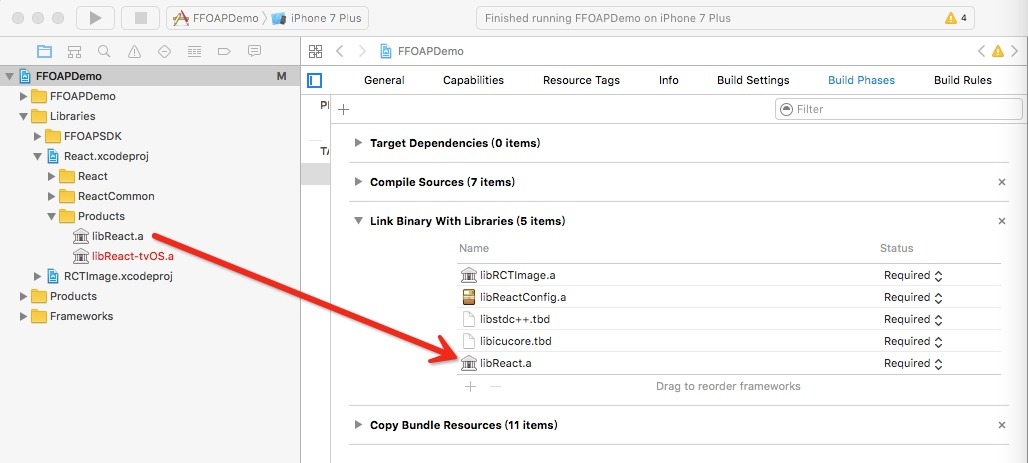 FFOAPDemo
iPhone 7 Plus
Finished running FFOAPDemo on iPhone 7 Plus
4
FFOAPDemo
M
FFOAPDemo
Libraries
FFOAPSDK
React.xcodeproj
React
ReactCommon
Products
libReact.a
libReact-tvOS.a
RCTImage.xcodeproj
Products
Frameworks
FFOAPDemo
General
Capabilities
Resource Tags
Info
Build Settings
Build Phases
Build Rules
Filter
Target Dependencies (0 items)
Compile Sources (7 items)
Link Binary With Libraries (5 items)
Name
Status
libRCTImage.a
Required
libReactConfig.a
Required
libstdc++.tbd
Required
libicucore.tbd
Required
libReact.a
Required
Drag to reorder frameworks
Copy Bundle Resources (11 items)